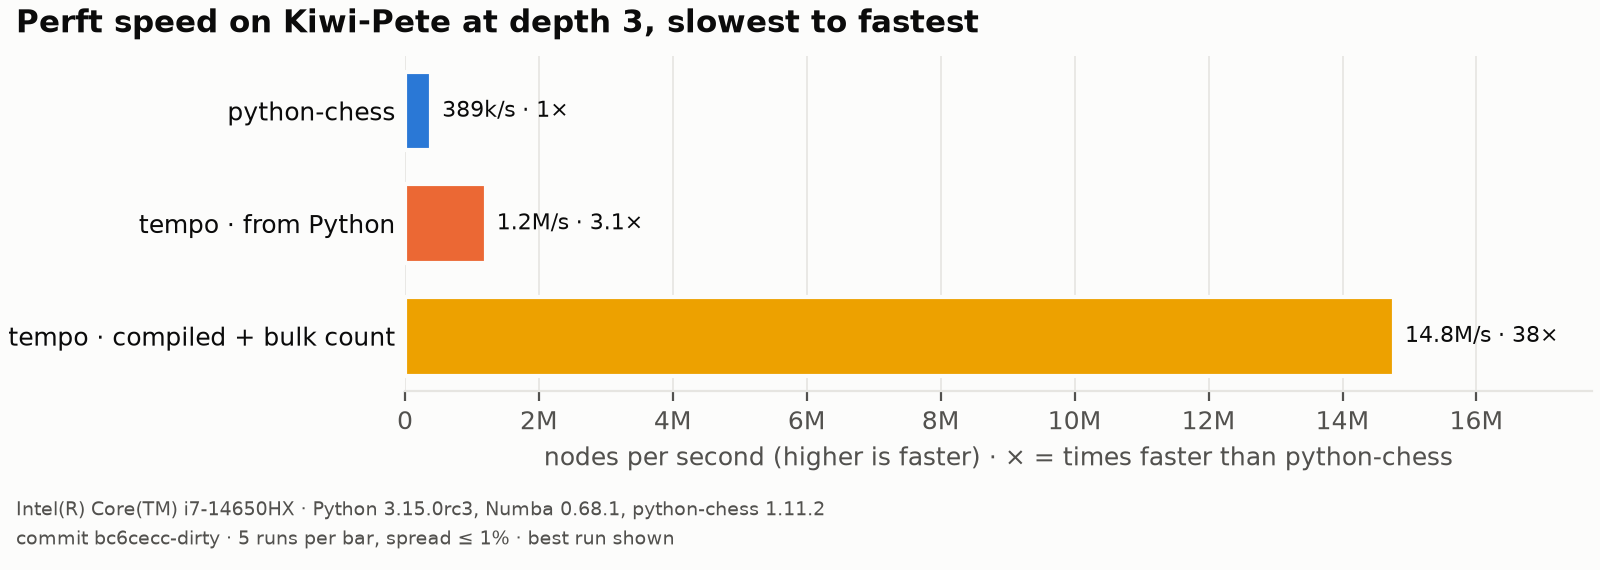 Perft speed on Kiwi-Pete at depth 3, slowest to fastest
python-chess
389k/s · 1×
tempo · from Python
1.2M/s · 3.1×
tempo · compiled + bulk count
14.8M/s · 38×
0 2M 4M 6M 8M 10M 12M 14M 16M
nodes per second (higher is faster) · × = times faster than python-chess
Intel(R) Core(TM) i7-14650HX · Python 3.15.0rc3, Numba 0.68.1, python-chess 1.11.2
commit bc6cecc-dirty · 5 runs per bar, spread ≤ 1% · best run shown